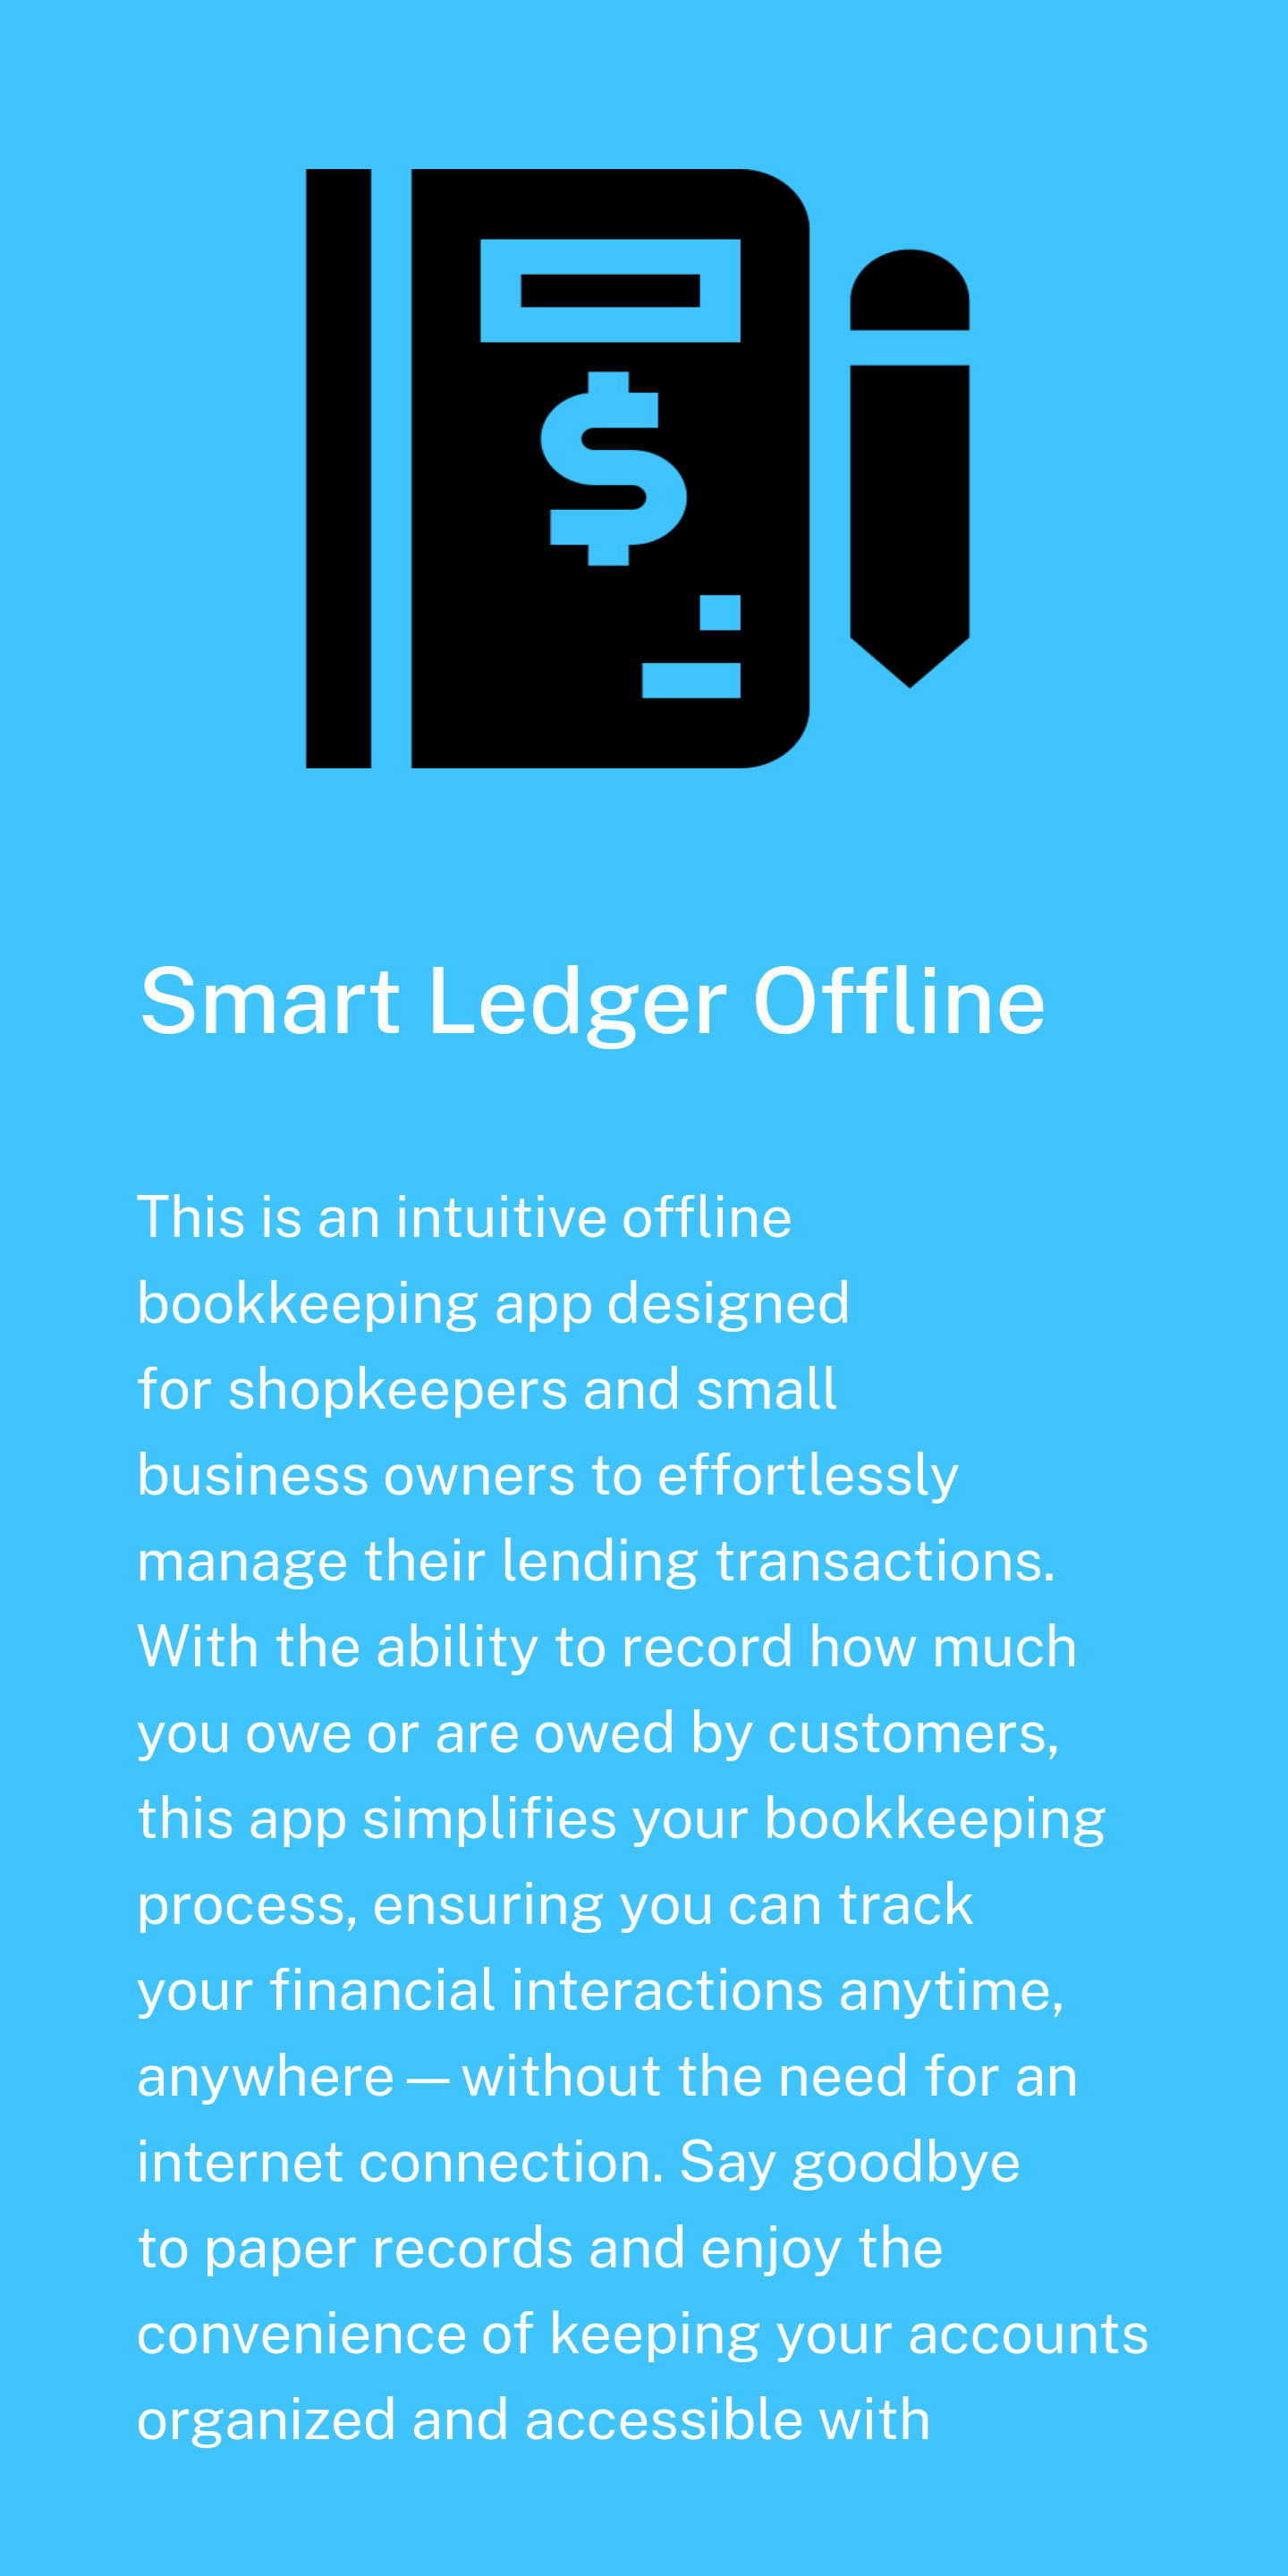 $
Smart Ledger Offline
This is an intuitive offline
bookkeeping app designed
for shopkeepers and small
business owners to effortlessly
manage their lending transactions.
With the ability to record how much
you owe or are owed by customers,
this app simplifies your bookkeeping
process, ensuring you can track
your financial interactions anytime,
anywhere—without the need for an
internet connection. Say goodbye
to paper records and enjoy the
convenience of keeping your accounts
organized and accessible with